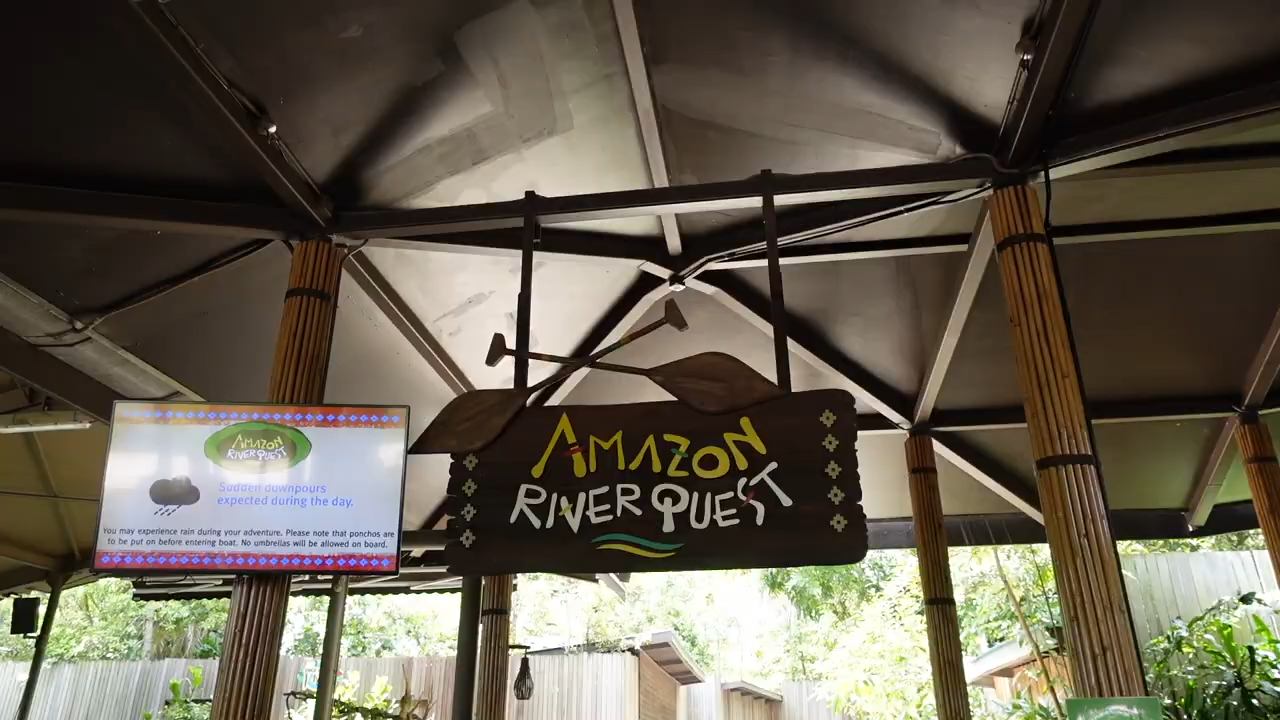 AMAZON
RIVER QUEST
Sudden downpours
expected during the day.
You may experience rain during your adventure. Please note that ponchos are
to be put on before entering boat. No umbrellas will be allowed on board.
AMAZON
RIVER QUEST